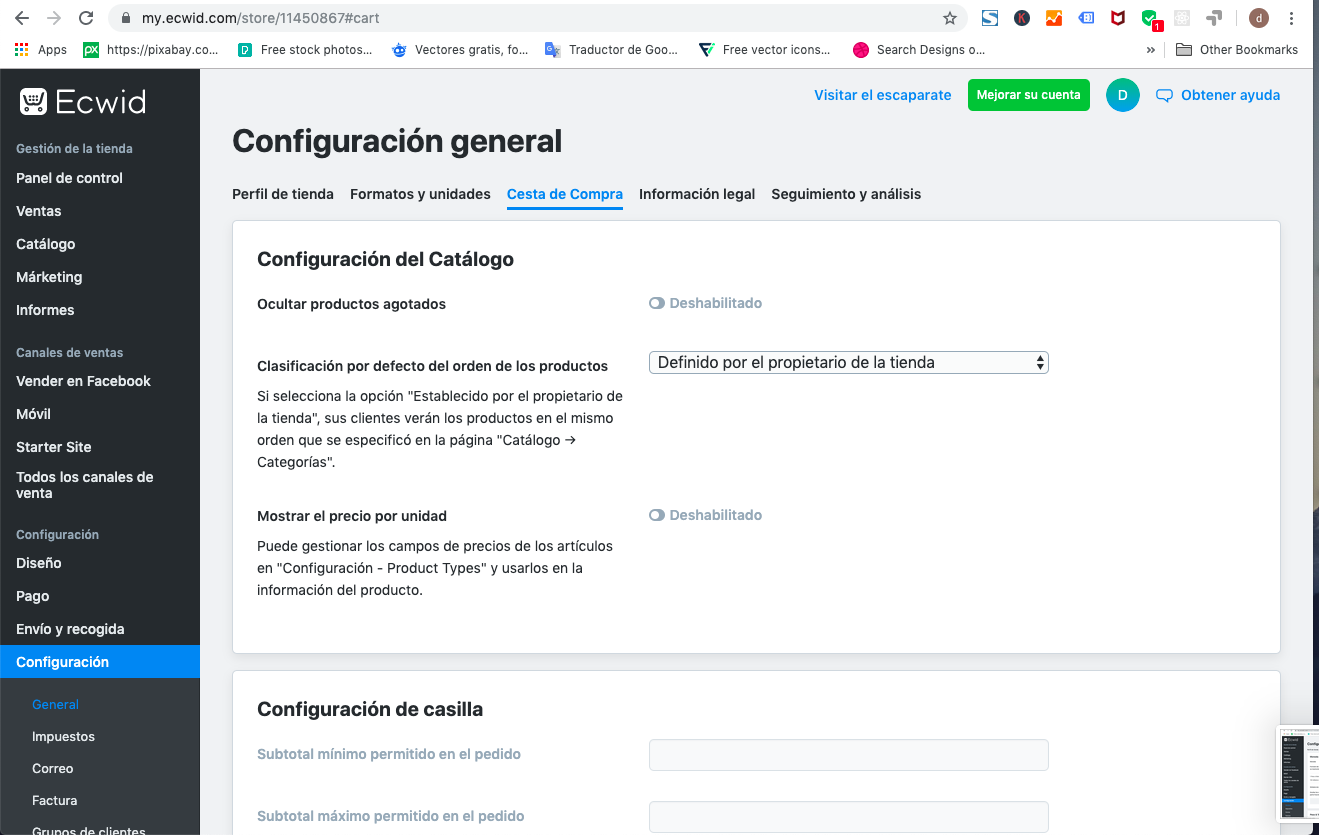 my.ecwid.com/store/11450867#cart
1
d
Apps
https://pixabay.co...
Free stock photos...
Vectores gratis, fo...
Traductor de Goo...
Free vector icons...
Search Designs o...
»
Other Bookmarks
Ecwid
Visitar el escaparate
Mejorar su cuenta
D
Obtener ayuda
Gestión de la tienda
Panel de control
Ventas
Catálogo
Márketing
Informes
Canales de ventas
Vender en Facebook
Móvil
Starter Site
Todos los canales de
venta
Configuración
Diseño
Pago
Envío y recogida
Configuración
General
Impuestos
Correo
Factura
Grupos de clientes
Configuración general
Perfil de tienda
Formatos y unidades
Cesta de Compra
Información legal
Seguimiento y análisis
Configuración del Catálogo
Ocultar productos agotados
Deshabilitado
Clasificación por defecto del orden de los productos
Definido por el propietario de la tienda
Si selecciona la opción "Establecido por el propietario de
la tienda", sus clientes verán los productos en el mismo
orden que se especificó en la página "Catálogo →
Categorías".
Mostrar el precio por unidad
Deshabilitado
Puede gestionar los campos de precios de los artículos
en "Configuración - Product Types" y usarlos en la
información del producto.
Configuración de casilla
Subtotal mínimo permitido en el pedido
Subtotal máximo permitido en el pedido